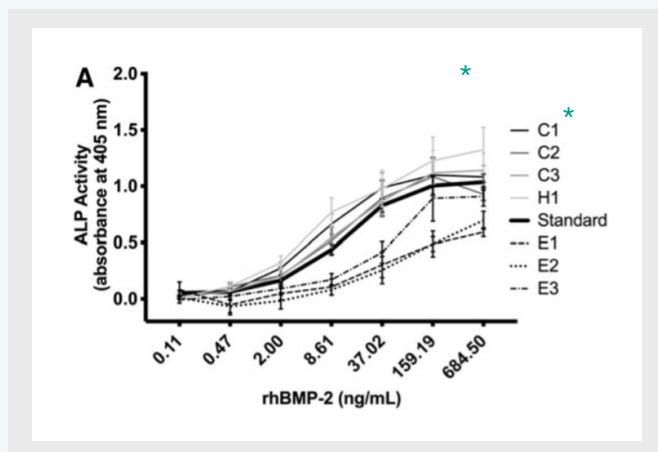 A
2.0
1.5
1.0
0.5
0.0
ALP Activity
(absorbance at 405 nm)
*
*
C1
C2
C3
H1
Standard
E1
E2
E3
0.11
0.47
2.00
8.61
37.02
159.19
684.50
rhBMP-2 (ng/mL)